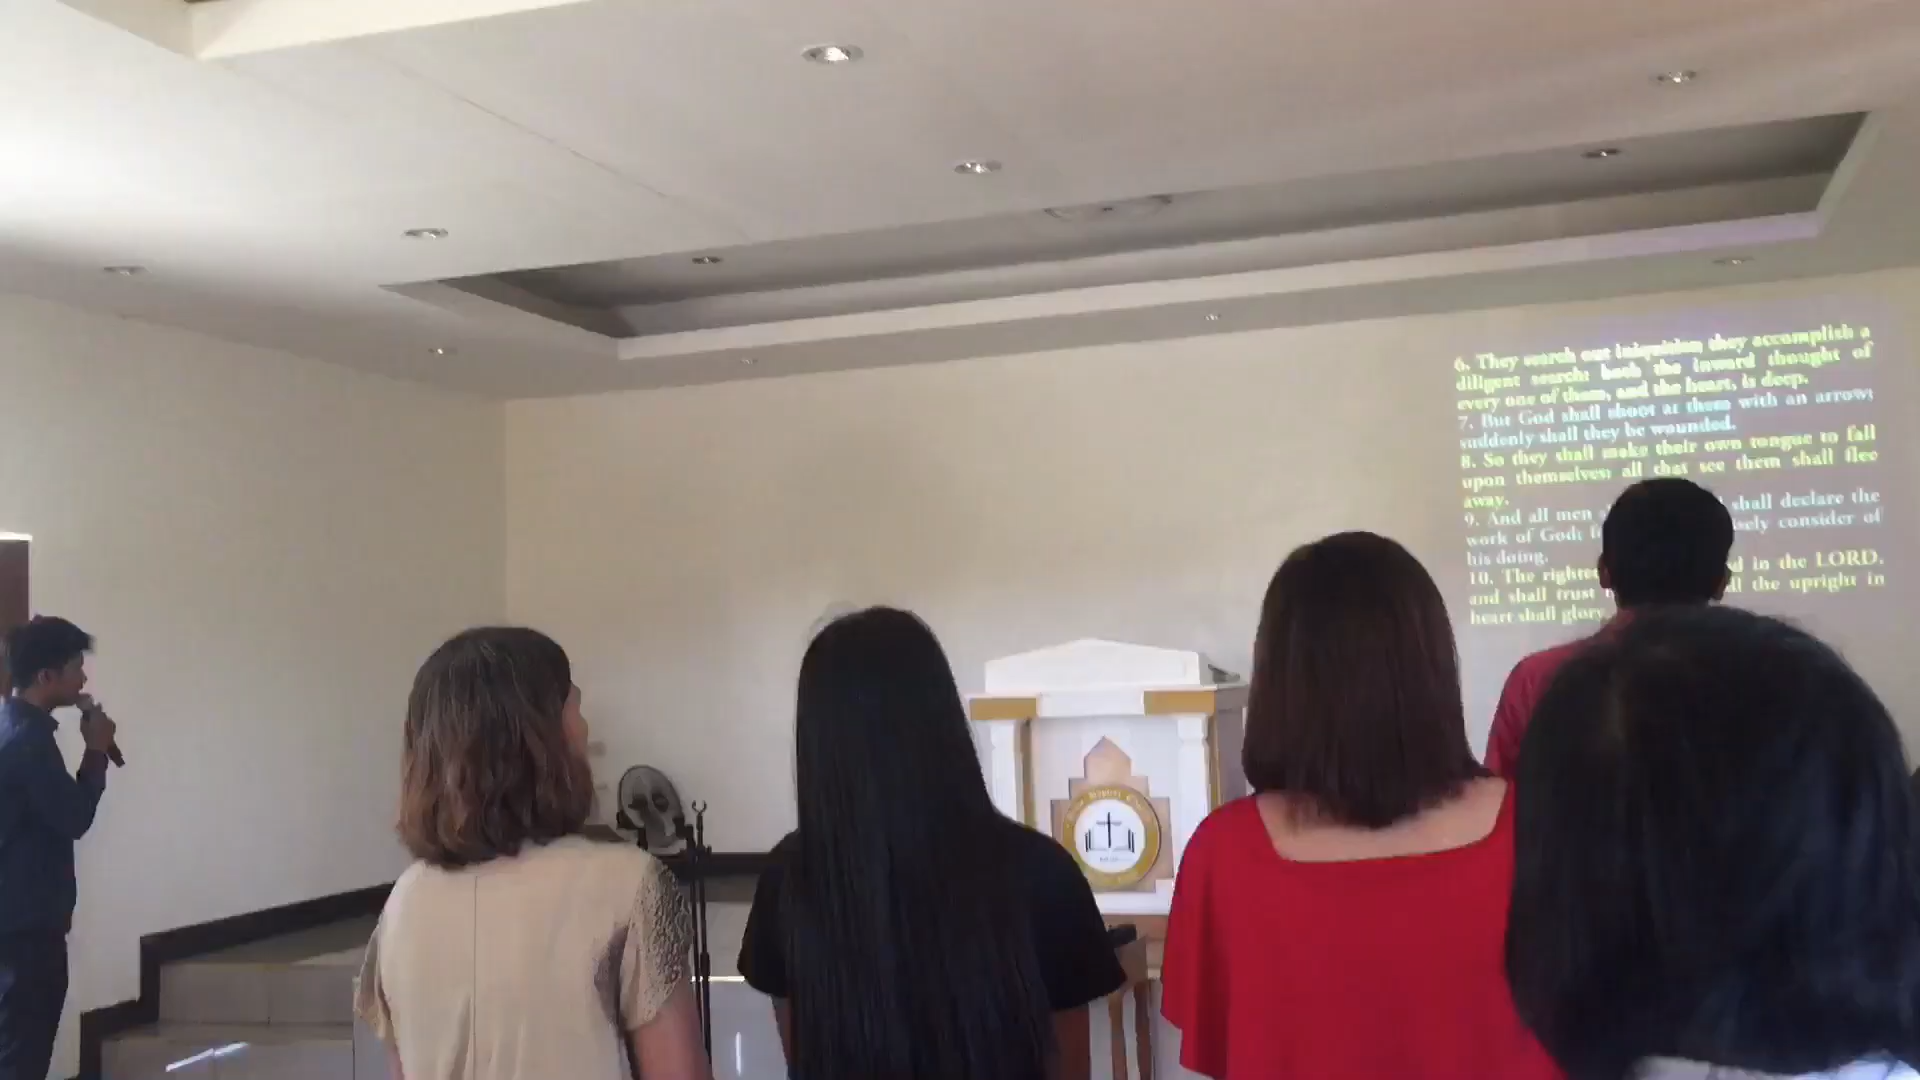 6. They search out iniquities; they accomplish a
diligent search: both the inward thought of
every one of them, and the heart, is deep.
7. But God shall shoot at them with an arrow;
suddenly shall they be wounded.
8. So they shall make their own tongue to fall
upon themselves: all that see them shall flee
away.
9. And all men shall declare the
work of God; sely consider of
his doing.
10. The righte d in the LORD,
and shall trust ll the upright in
heart shall glory.
Baptist